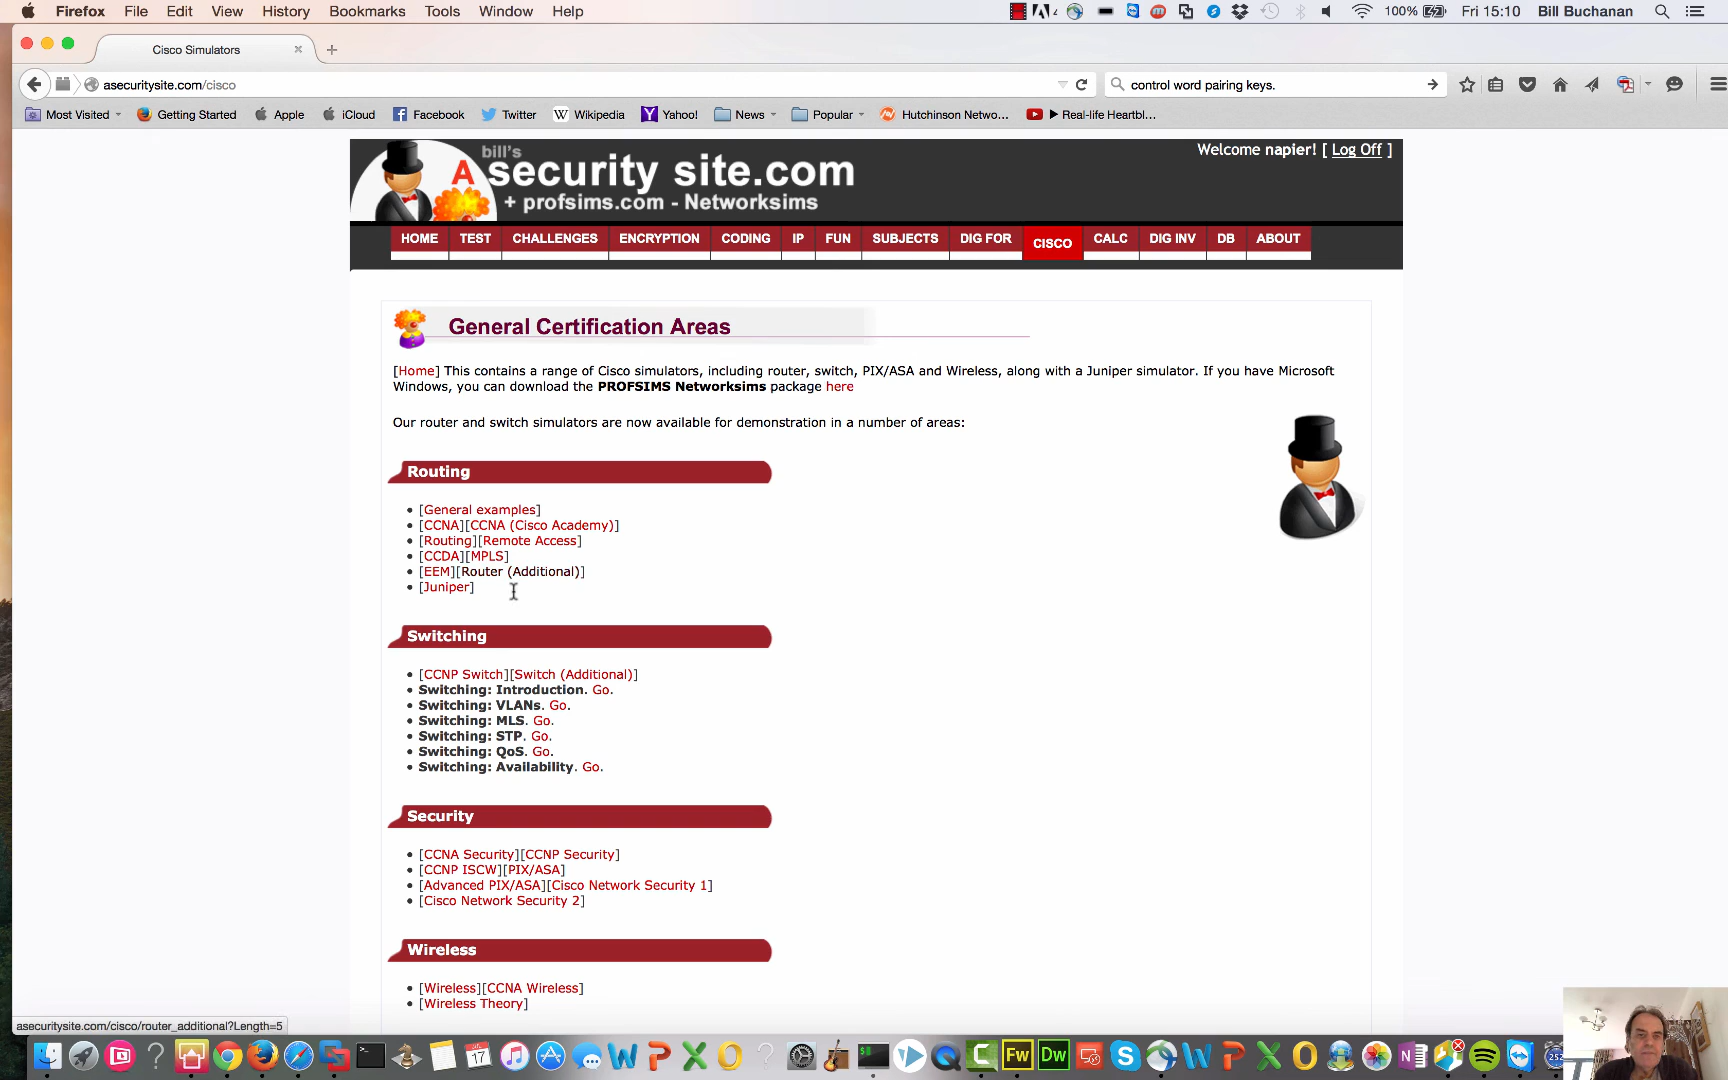 Firefox File Edit View History Bookmarks Tools Window Help 100% Fri 15:10 Bill Buchanan
Cisco Simulators
asecuritysite.com/cisco control word pairing keys.
Most Visited Getting Started Apple iCloud Facebook Twitter Wikipedia Yahoo! News Popular Hutchinson Netwo... ▶ Real-life Heartbl...
bill's
A security site.com
+ profsims.com - Networksims
Welcome napier! [ Log Off ]
HOME TEST CHALLENGES ENCRYPTION CODING IP FUN SUBJECTS DIG FOR CISCO CALC DIG INV DB ABOUT
General Certification Areas
[Home] This contains a range of Cisco simulators, including router, switch, PIX/ASA and Wireless, along with a Juniper simulator. If you have Microsoft
Windows, you can download the PROFSIMS Networksims package here
Our router and switch simulators are now available for demonstration in a number of areas:
Routing
• [General examples]
• [CCNA][CCNA (Cisco Academy)]
• [Routing][Remote Access]
• [CCDA][MPLS]
• [EEM][Router (Additional)]
• [Juniper]
Switching
• [CCNP Switch][Switch (Additional)]
• Switching: Introduction. Go.
• Switching: VLANs. Go.
• Switching: MLS. Go.
• Switching: STP. Go.
• Switching: QoS. Go.
• Switching: Availability. Go.
Security
• [CCNA Security][CCNP Security]
• [CCNP ISCW][PIX/ASA]
• [Advanced PIX/ASA][Cisco Network Security 1]
• [Cisco Network Security 2]
Wireless
• [Wireless][CCNA Wireless]
• [Wireless Theory]
asecuritysite.com/cisco/router_additional?Length=5
17 Fw Dw 252